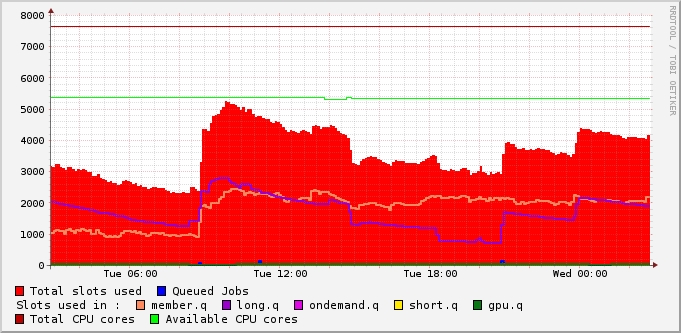 8000
7000
6000
5000
4000
3000
2000
1000
0
Tue 06:00 Tue 12:00 Tue 18:00 Wed 00:00
RRDTOOL / TOBI OETIKER
Total slots used Queued Jobs
Slots used in : member.q long.q ondemand.q short.q gpu.q
Total CPU cores Available CPU cores